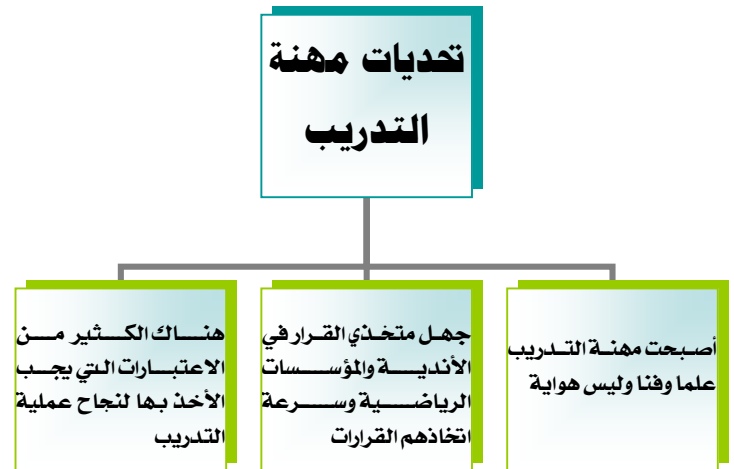 تحديات مهنة
التدريب
أصبحت مهنة التدريب
علما وفنا وليس هواية
جهل متخذي القرار في
الأندية والمؤسسات
الرياضية وسرعة
اتخاذهم القرارات
هناك الكثير من
الاعتبارات التي يجب
الأخذ بها لنجاح عملية
التدريب